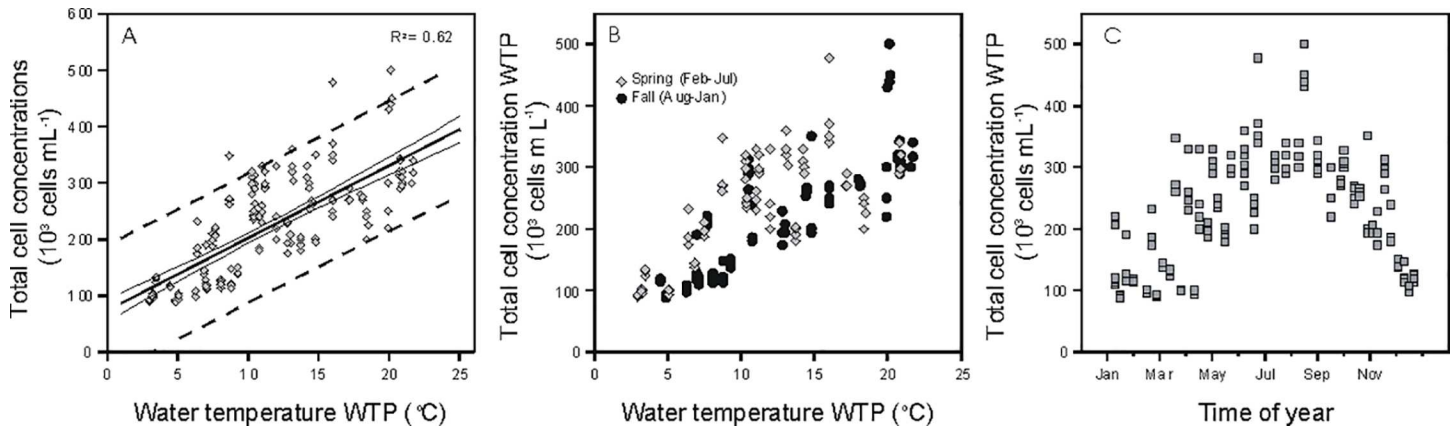 A
R²= 0.62
Total cell concentrations
(10³ cells mL⁻¹)
600
500
400
300
200
100
0
0 5 10 15 20 25
Water temperature WTP (°C)
B
Spring (Feb-Jul)
Fall (Aug-Jan)
Total cell concentration WTP
(10³ cells mL⁻¹)
500
400
300
200
100
0
0 5 10 15 20 25
Water temperature WTP (°C)
C
Total cell concentration WTP
(10³ cells mL⁻¹)
500
400
300
200
100
0
Jan Mar May Jul Sep Nov
Time of year